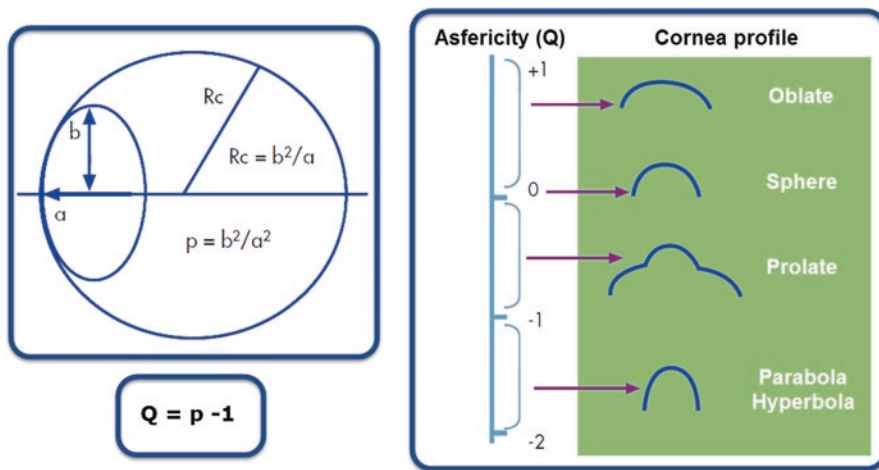 Rc
b
Rc = b²/a
a
p = b²/a²
Q = p -1
Asfericity (Q)
Cornea profile
+1
Oblate
0
Sphere
Prolate
-1
Parabola
Hyperbola
-2